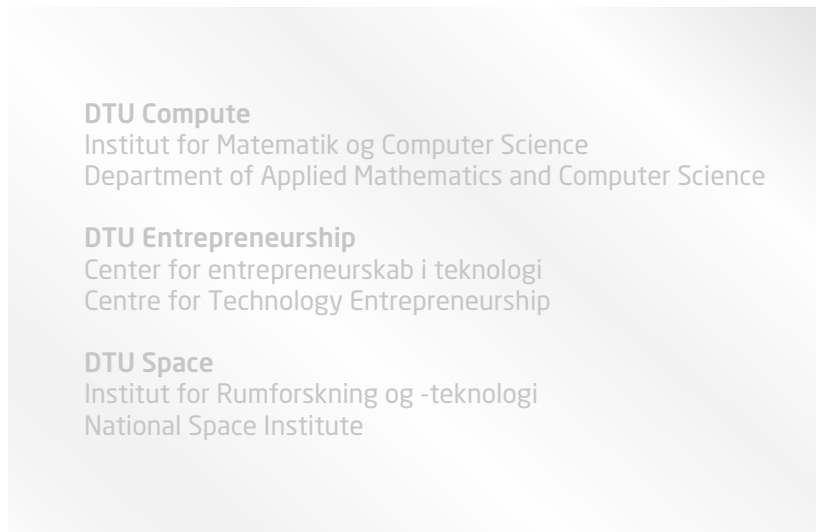 DTU Compute
Institut for Matematik og Computer Science
Department of Applied Mathematics and Computer Science
DTU Entrepreneurship
Center for entrepreneurskab i teknologi
Centre for Technology Entrepreneurship
DTU Space
Institut for Rumforskning og -teknologi
National Space Institute